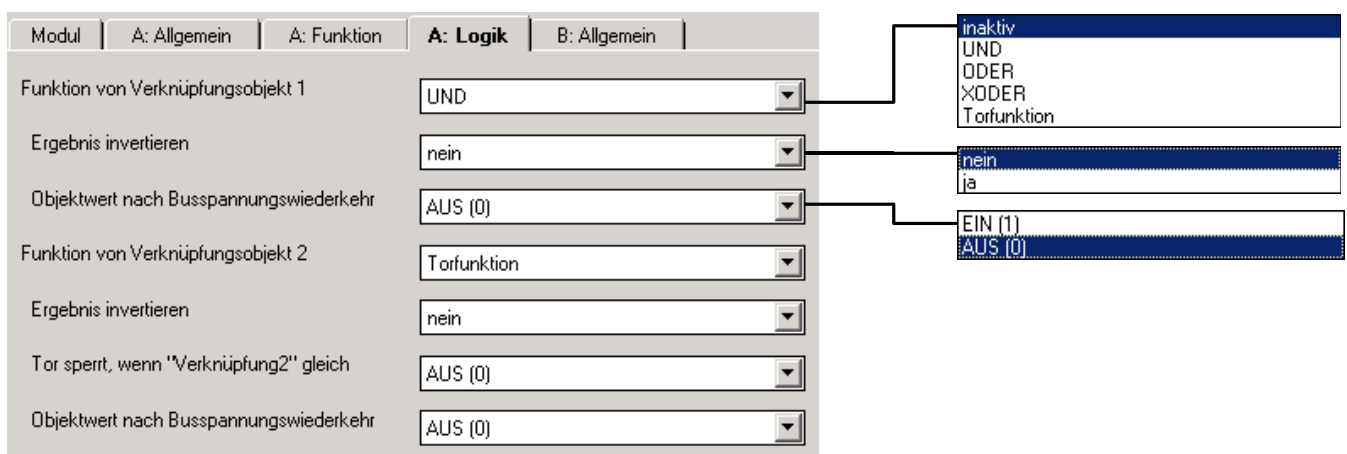 Modul A: Allgemein A: Funktion A: Logik B: Allgemein
Funktion von Verknüpfungsobjekt 1 UND
Ergebnis invertieren nein
Objektwert nach Busspannungswiederkehr AUS (0)
Funktion von Verknüpfungsobjekt 2 Torfunktion
Ergebnis invertieren nein
Tor sperrt, wenn "Verknüpfung2" gleich AUS (0)
Objektwert nach Busspannungswiederkehr AUS (0)
inaktiv
UND
ODER
XODER
Torfunktion
nein
ja
EIN (1)
AUS (0)